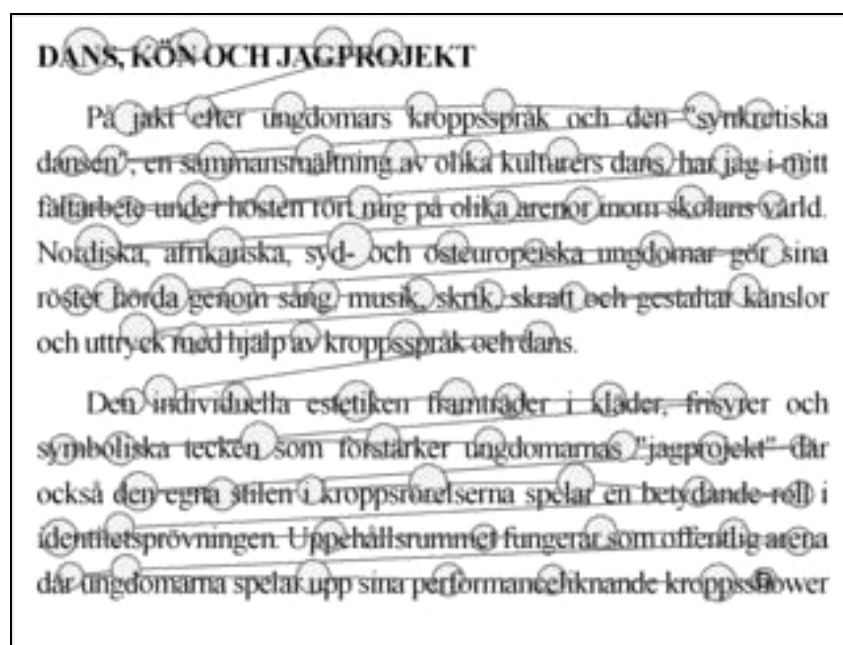 DANS, KÖN OCH JAGPROJEKT
På jakt efter ungdomars kroppsspråk och den "synkretiska
dansen", en sammansmältning av olika kulturers dans, har jag i mitt
fältarbete under hösten rört mig på olika arenor inom skolans värld.
Nordiska, afrikanska, syd- och östeuropeiska ungdomar gör sina
röster hörda genom sång, musik, skrik, skratt och gestaltar känslor
och uttryck med hjälp av kroppsspråk och dans.
Den individuella estetiken framträder i kläder, frisyrer och
symboliska tecken som förstärker ungdomarnas "jagprojekt" där
också den egna stilen i kroppsrörelserna spelar en betydande roll i
identitetsprövningen. Uppehållsrummet fungerar som offentlig arena
där ungdomarna spelar upp sina performanceliknande kroppsshower